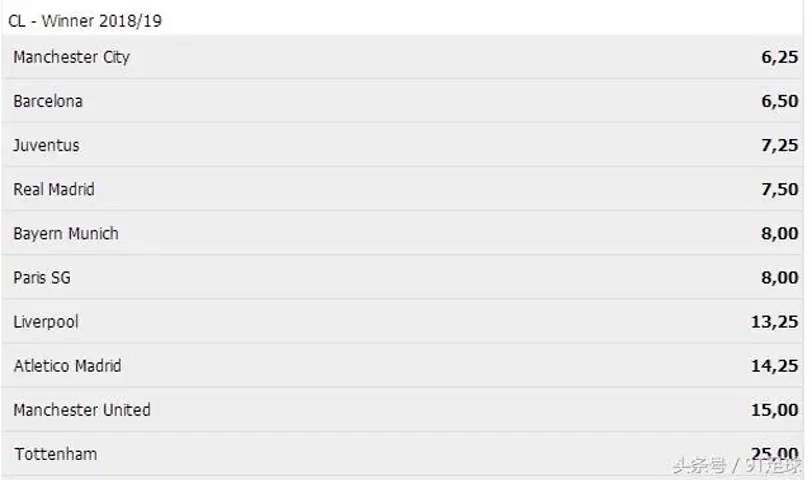 CL - Winner 2018/19
Manchester City 6,25
Barcelona 6,50
Juventus 7,25
Real Madrid 7,50
Bayern Munich 8,00
Paris SG 8,00
Liverpool 13,25
Atletico Madrid 14,25
Manchester United 15,00
Tottenham 25,00
头条号 / 91足球